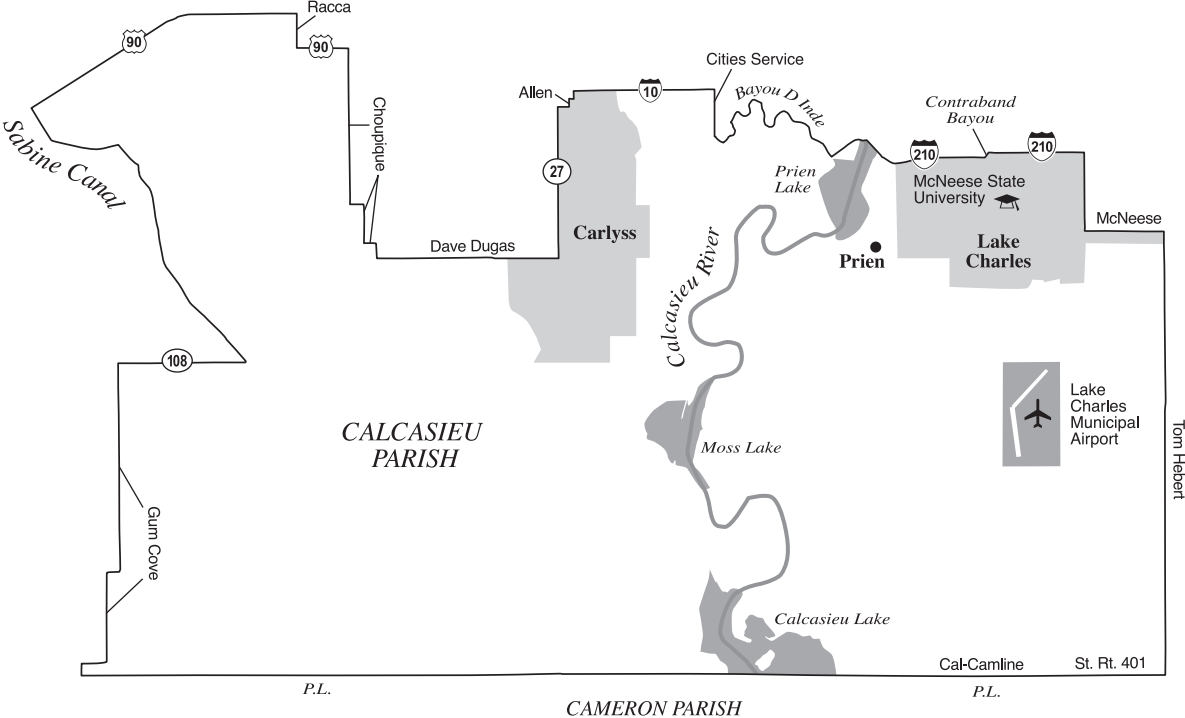 Racca
90
90
Cities Service
Allen
10
Bayou D Inde
Contraband
Bayou
Choupique
Sabine Canal
210
210
27
Prien
Lake
McNeese State
University
McNeese
Carlyss
Dave Dugas
Lake
Charles
Prien
Calcasieu River
108
Lake
Charles
Municipal
Airport
CALCASIEU
PARISH
Moss Lake
Tom Hebert
Gum Cove
Calcasieu Lake
Cal-Camline
St. Rt. 401
P.L.
P.L.
CAMERON PARISH